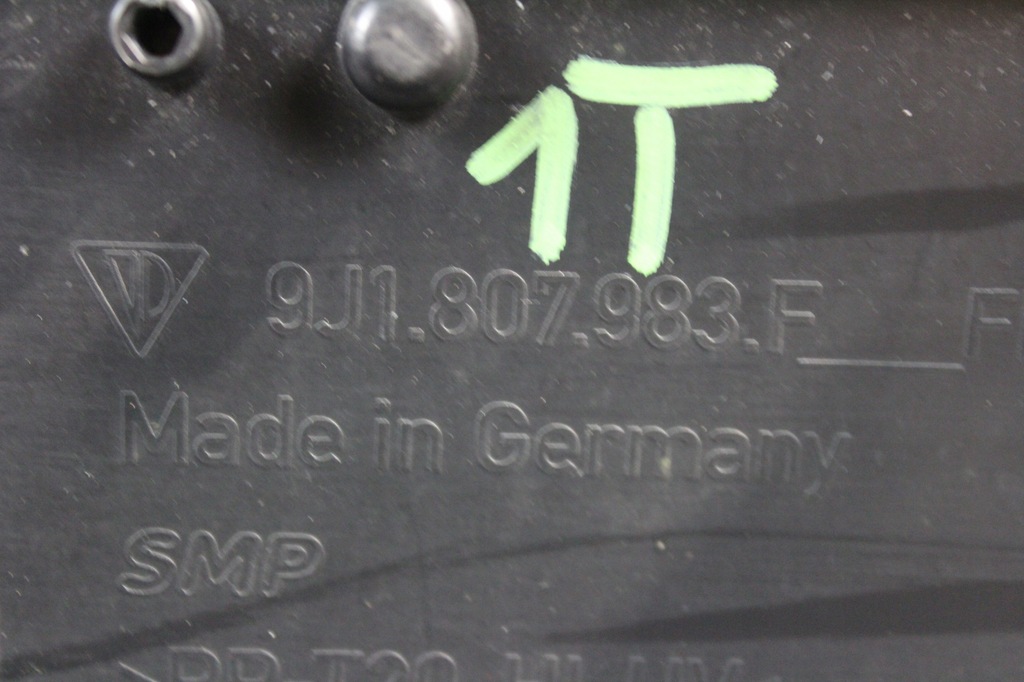 1T
9J1.807.983.F
Made in Germany
SMP